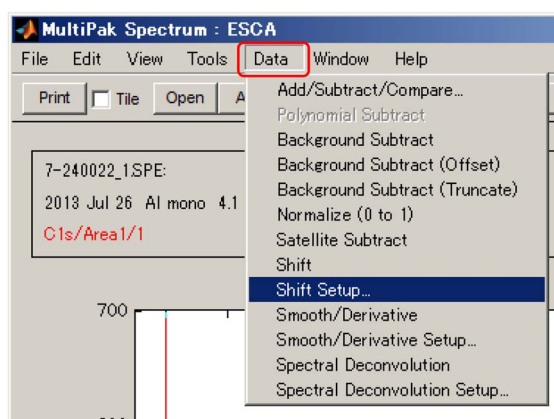 MultiPak Spectrum : ESCA
File Edit View Tools Data Window Help
Print Tile Open A
Add/Subtract/Compare...
Polynomial Subtract
Background Subtract
Background Subtract (Offset)
Background Subtract (Truncate)
Normalize (0 to 1)
Satellite Subtract
Shift
Shift Setup...
Smooth/Derivative
Smooth/Derivative Setup...
Spectral Deconvolution
Spectral Deconvolution Setup...
7-240022_1.SPE:
2013 Jul 26 Al mono 4.1
C1s/Area1/1
700